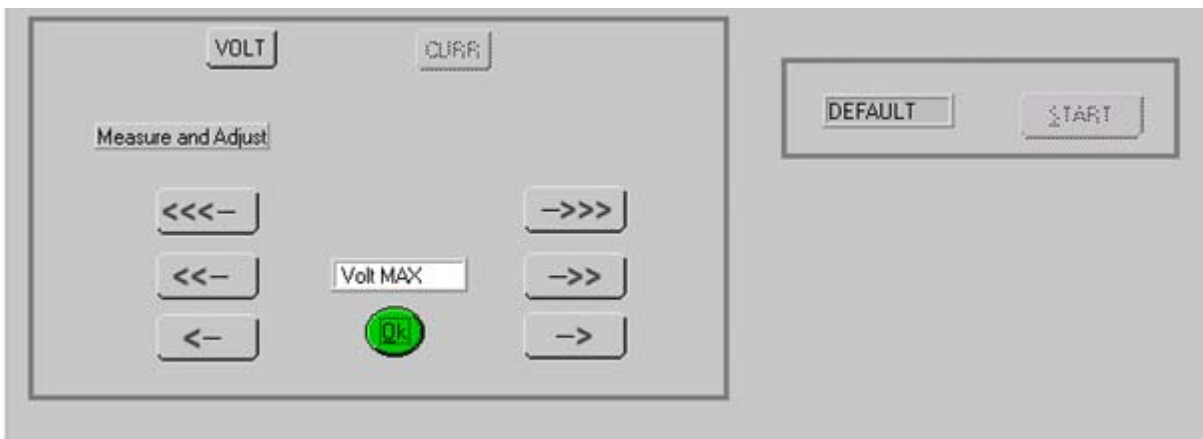 VOLT
CURR
Measure and Adjust
<<<– –>>>
<<– Volt MAX –>>
<– Ok –>
DEFAULT START